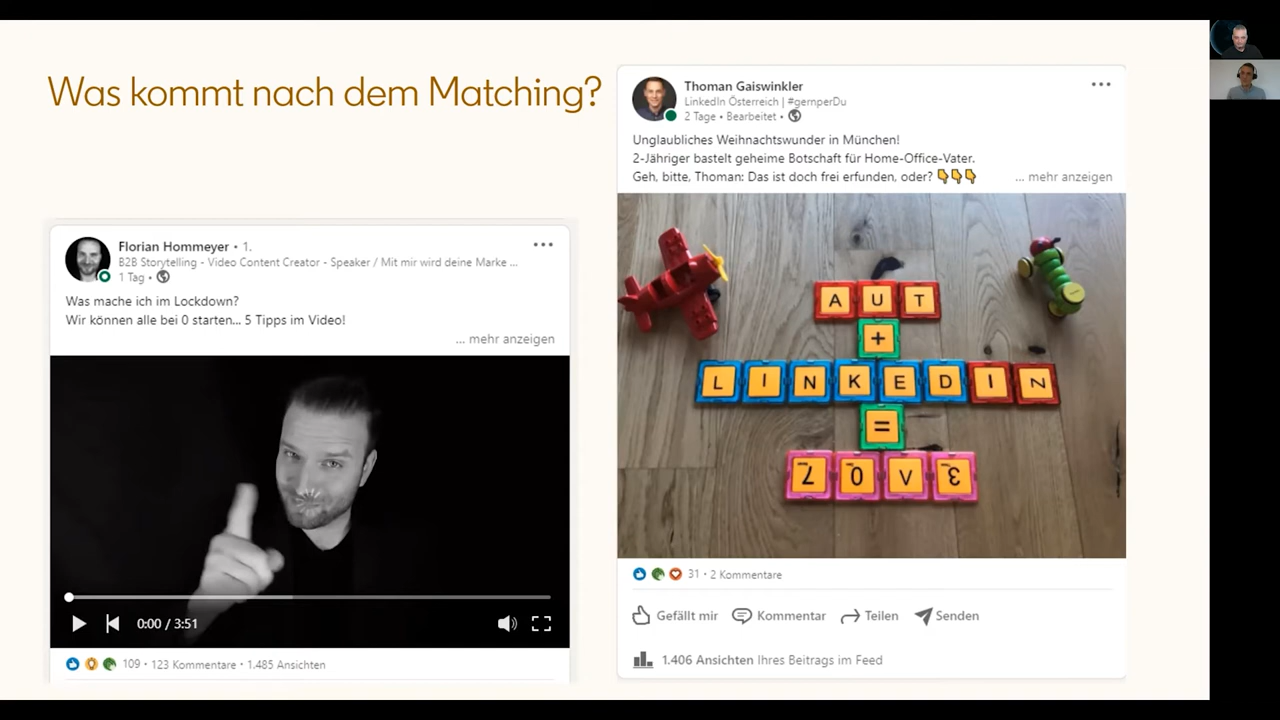 Was kommt nach dem Matching?
Florian Hommeyer • 1.
B2B Storytelling - Video Content Creator - Speaker / Mit mir wird deine Marke ...
1 Tag •
Was mache ich im Lockdown?
Wir können alle bei 0 starten... 5 Tipps im Video!
... mehr anzeigen
0:00 / 3:51
109 • 123 Kommentare • 1.485 Ansichten
Thoman Gaiswinkler
LinkedIn Österreich | #gernperDu
2 Tage • Bearbeitet •
Unglaubliches Weihnachtswunder in München!
2-Jähriger bastelt geheime Botschaft für Home-Office-Vater.
Geh, bitte, Thoman: Das ist doch frei erfunden, oder? 👇👇👇
... mehr anzeigen
AUT
+
LINKEDIN
=
LOVE
31 • 2 Kommentare
Gefällt mir Kommentar Teilen Senden
1.406 Ansichten Ihres Beitrags im Feed